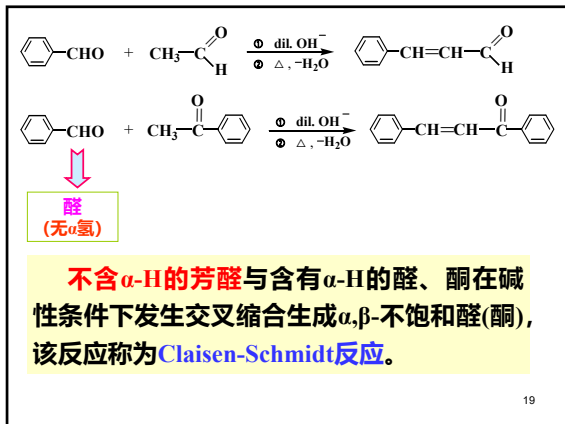 CHO + CH₃ C O H ① dil. OH⁻ ② △ , ⁻H₂O CH=CH C O H
CHO + CH₃ C O ① dil. OH⁻ ② △ , ⁻H₂O CH=CH C O
醛
(无α氢)
不含α-H的芳醛与含有α-H的醛、酮在碱
性条件下发生交叉缩合生成α,β-不饱和醛(酮),
该反应称为Claisen-Schmidt反应。
19